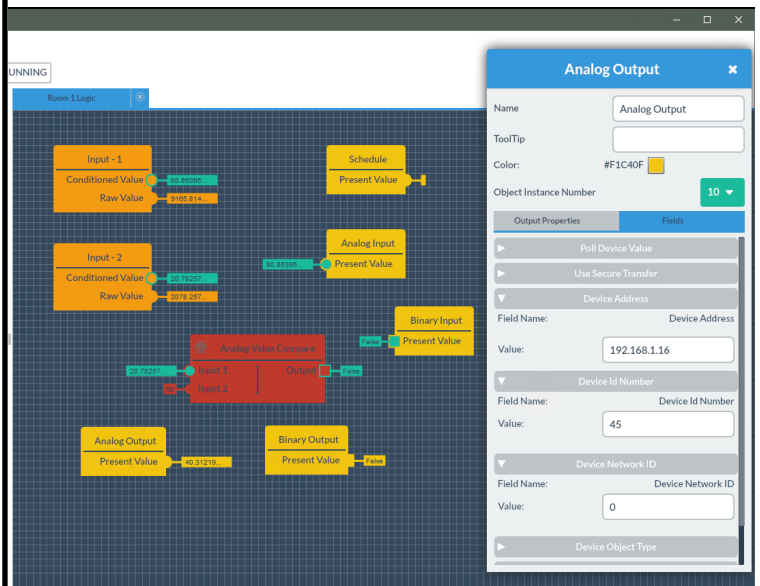 UNNING
Room 1 Logic
Input - 1
Conditioned Value
Raw Value
9165.814...
Input - 2
Conditioned Value
20.76257...
Raw Value
2078.257...
Schedule
Present Value
Analog Input
Present Value
Binary Input
Present Value
False
Analog Value Compare
Input 1
20.76257...
Output
False
Input 2
Analog Output
Present Value
40.31219...
Binary Output
Present Value
False
Analog Output
Name
Analog Output
ToolTip
Color:
#F1C40F
Object Instance Number
10
Output Properties
Fields
Poll Device Value
Use Secure Transfer
Device Address
Field Name:
Device Address
Value:
192.168.1.16
Device Id Number
Field Name:
Device Id Number
Value:
45
Device Network ID
Field Name:
Device Network ID
Value:
0
Device Object Type